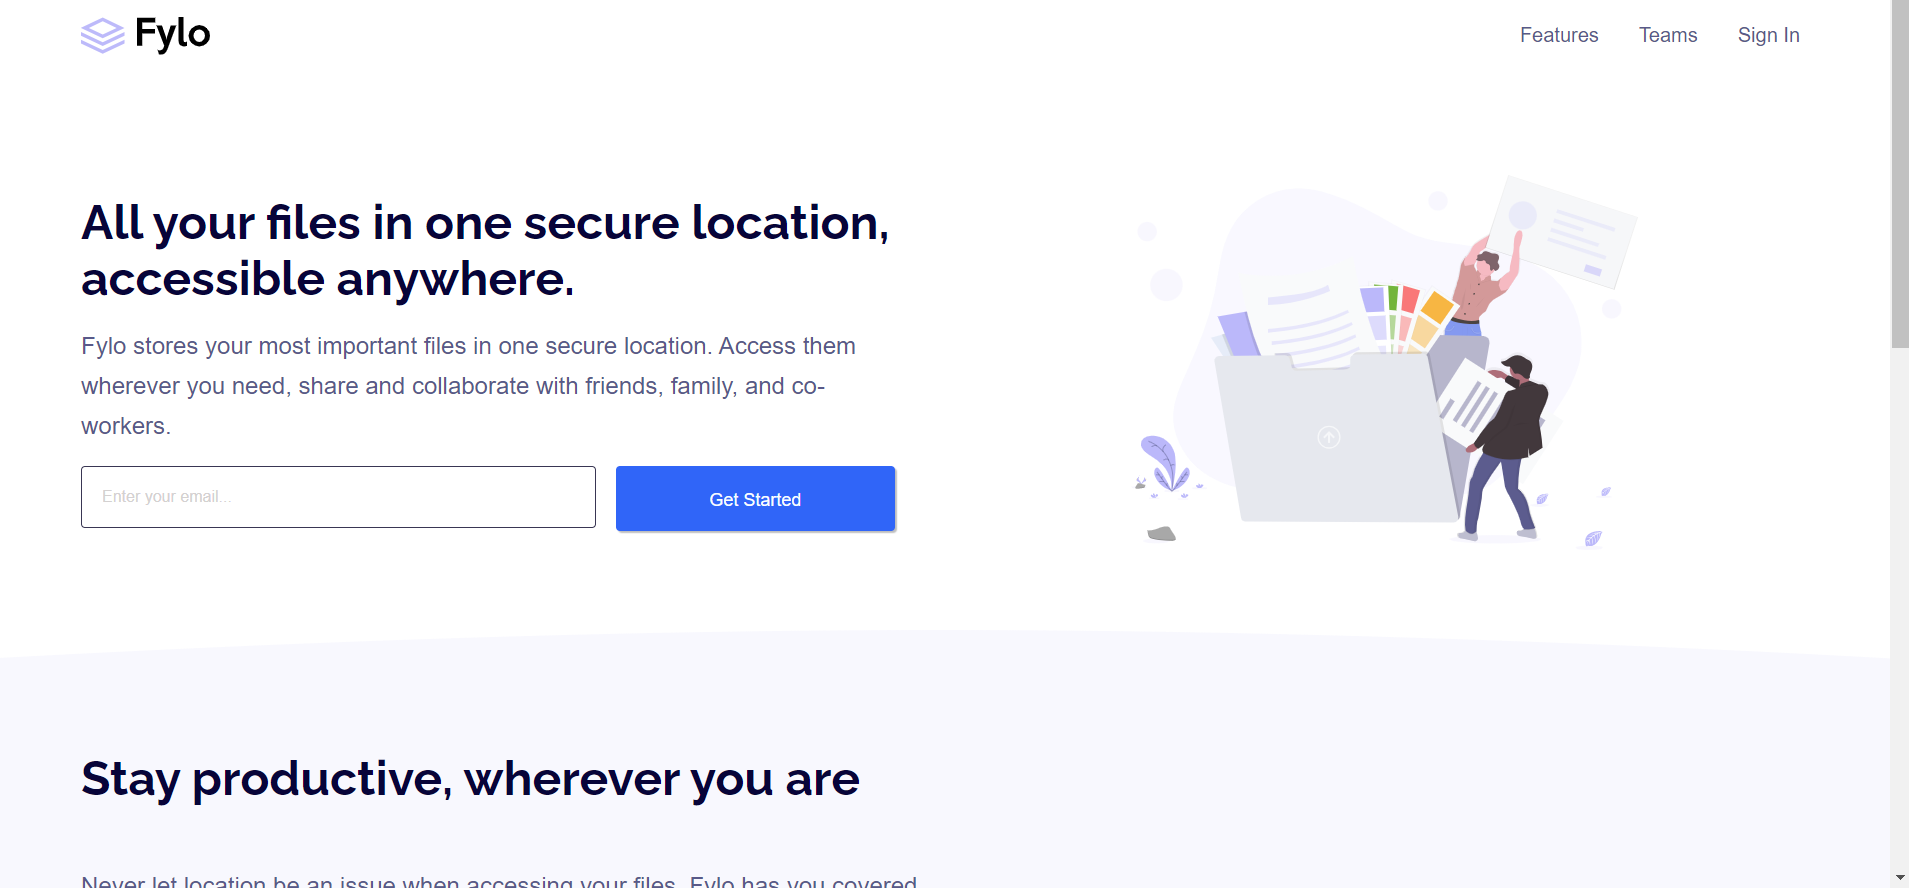 Fylo
Features
Teams
Sign In
All your files in one secure location,
accessible anywhere.
Fylo stores your most important files in one secure location. Access them
wherever you need, share and collaborate with friends, family, and co-
workers.
Enter your email...
Get Started
Stay productive, wherever you are
Never let location be an issue when accessing your files. Fylo has you covered